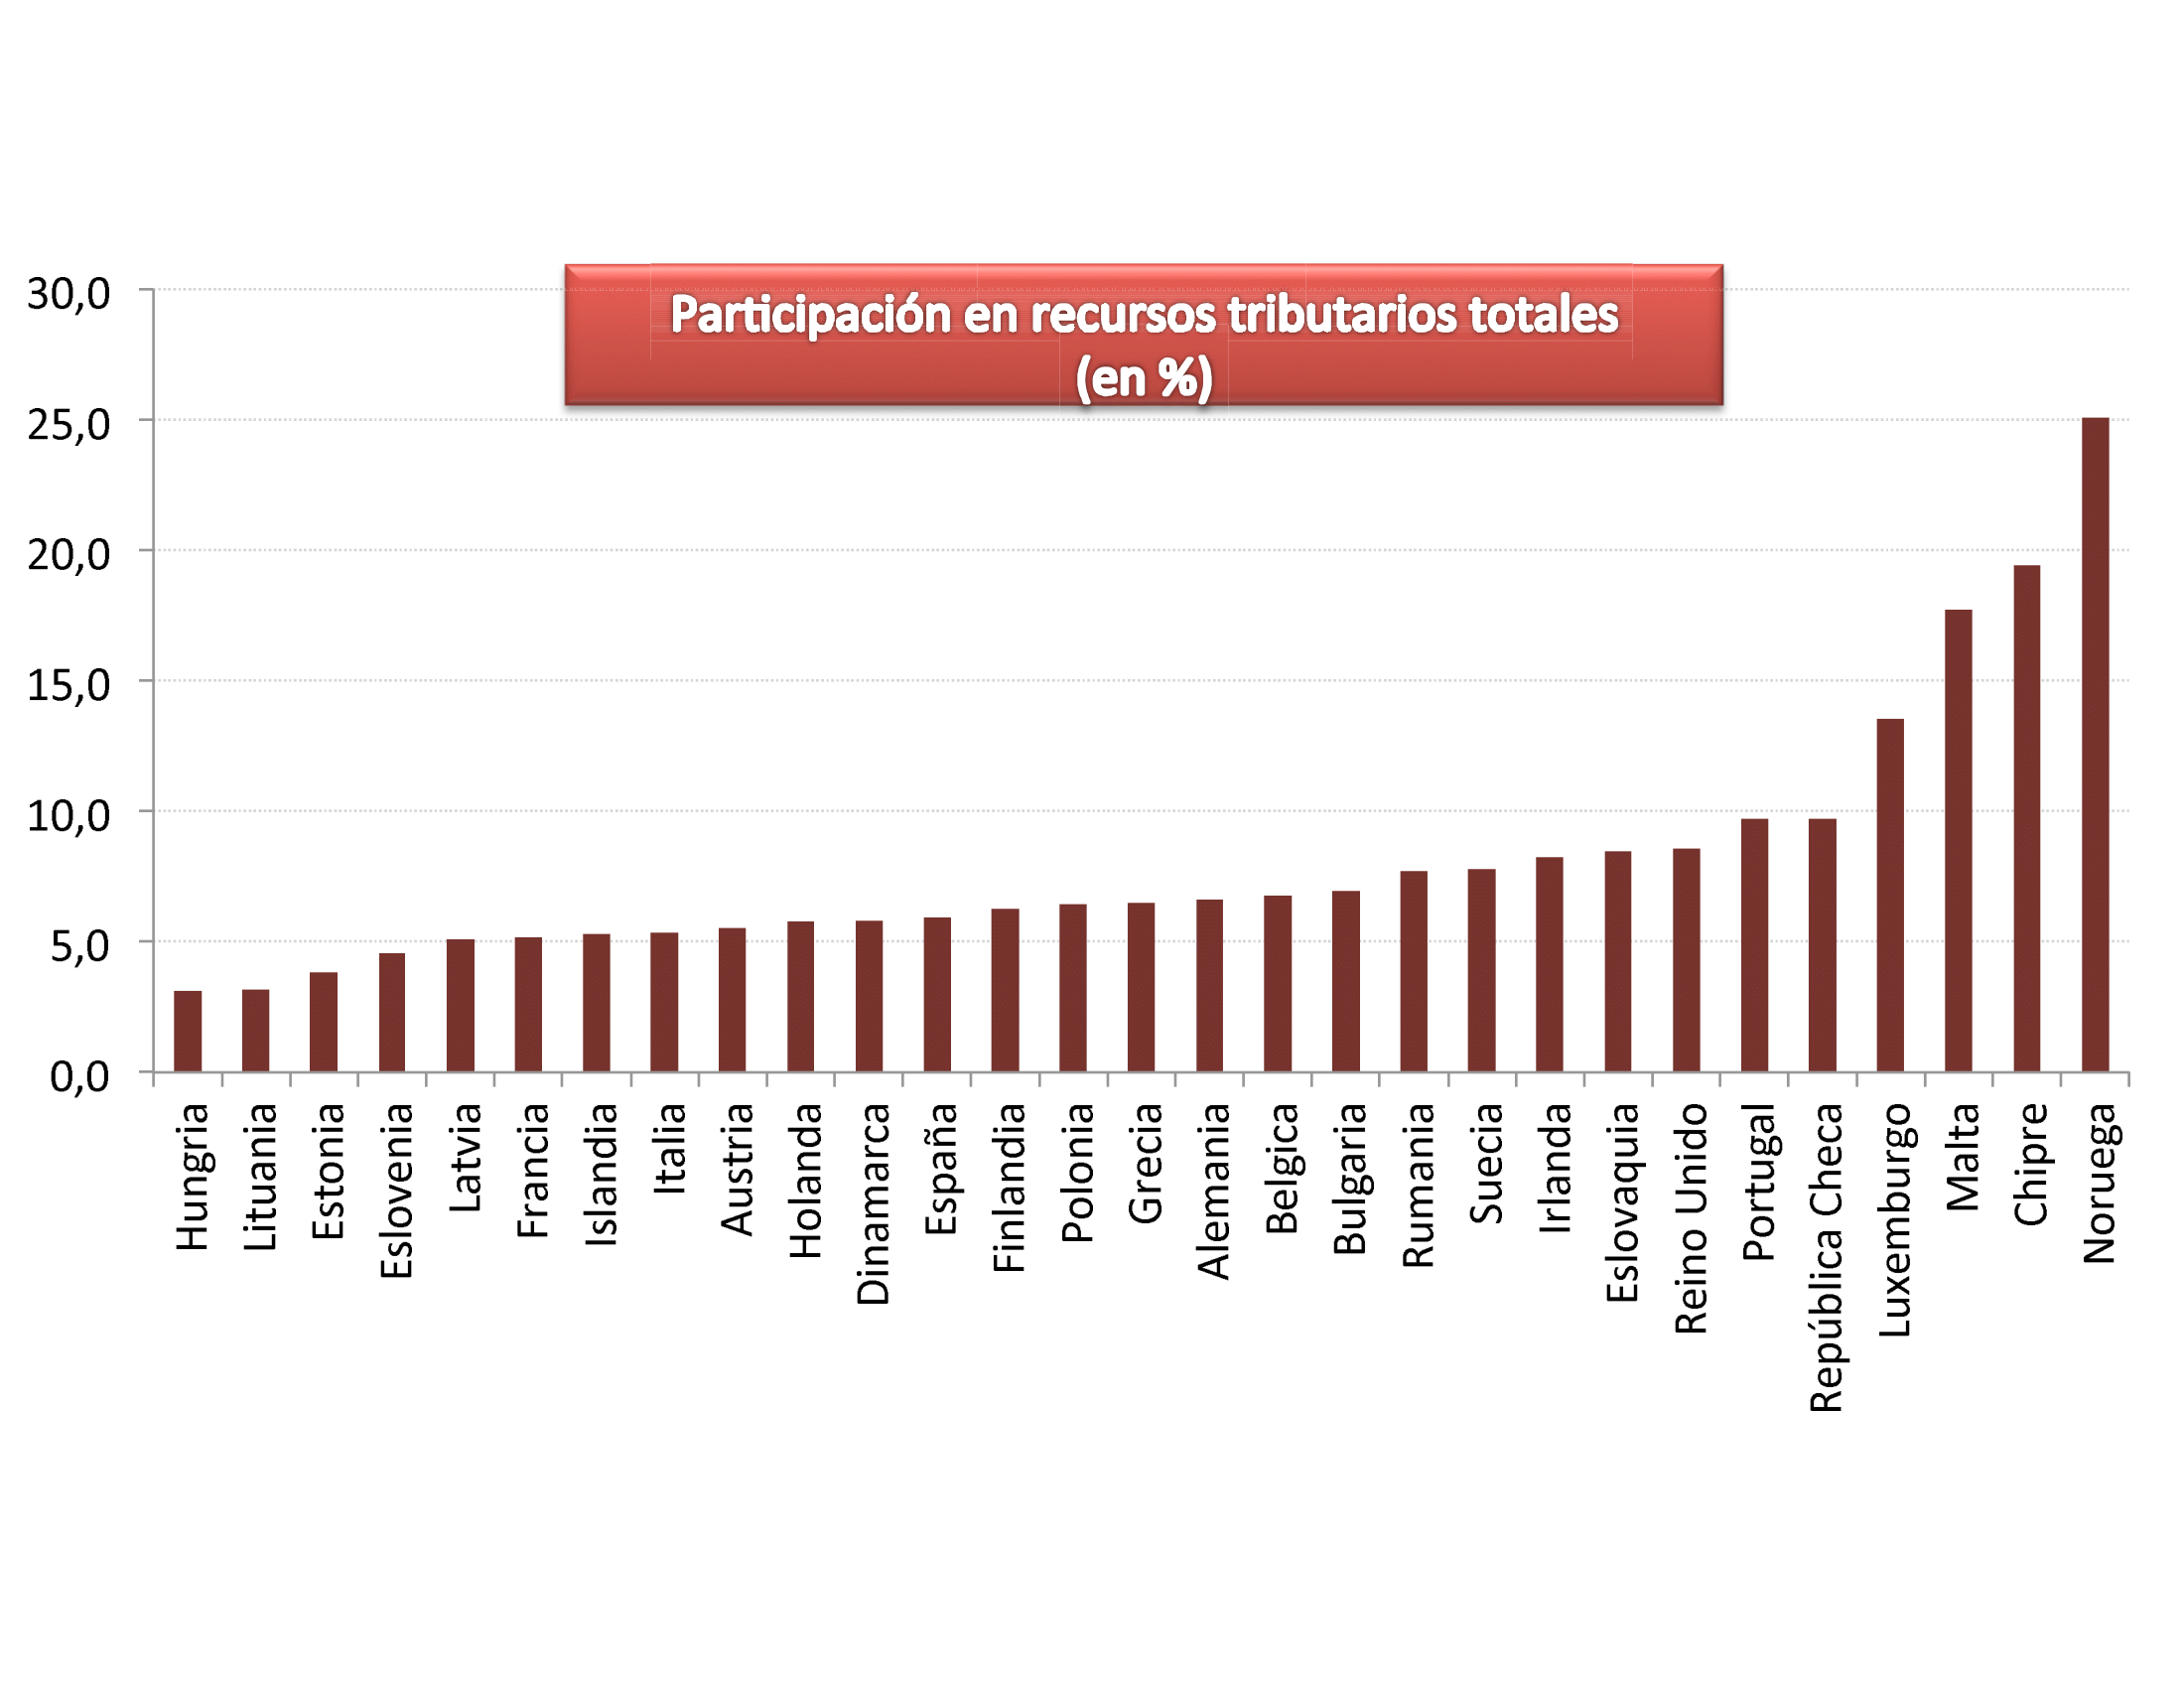 Participación en recursos tributarios totales
(en %)
30,0
25,0
20,0
15,0
10,0
5,0
0,0
Hungria
Lituania
Estonia
Eslovenia
Latvia
Francia
Islandia
Italia
Austria
Holanda
Dinamarca
España
Finlandia
Polonia
Grecia
Alemania
Belgica
Bulgaria
Rumania
Suecia
Irlanda
Eslovaquia
Reino Unido
Portugal
República Checa
Luxemburgo
Malta
Chipre
Noruega